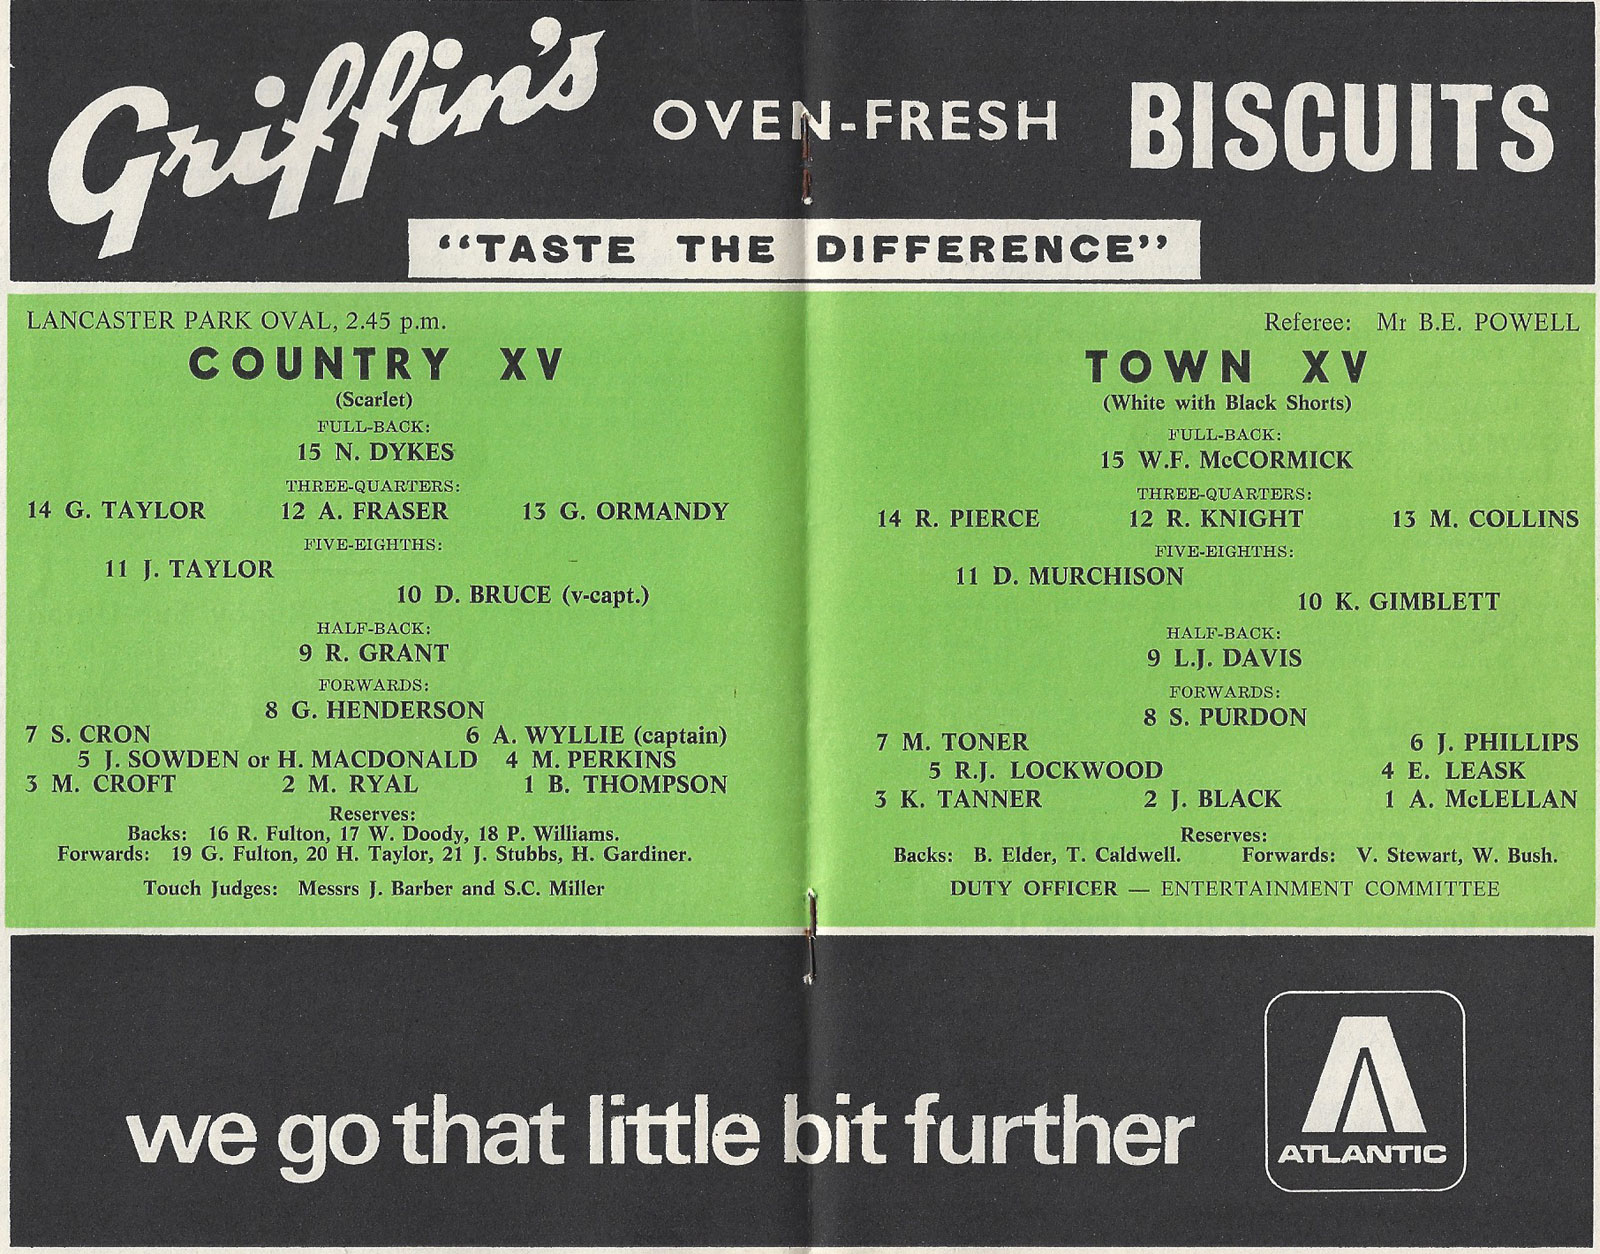 Griffin's OVEN-FRESH BISCUITS
“TASTE THE DIFFERENCE”
LANCASTER PARK OVAL, 2.45 p.m.
COUNTRY XV
(Scarlet)
FULL-BACK:
15 N. DYKES
THREE-QUARTERS:
14 G. TAYLOR 12 A. FRASER 13 G. ORMANDY
FIVE-EIGHTHS:
11 J. TAYLOR
10 D. BRUCE (v-capt.)
HALF-BACK:
9 R. GRANT
FORWARDS:
8 G. HENDERSON
7 S. CRON 6 A. WYLLIE (captain)
5 J. SOWDEN or H. MACDONALD 4 M. PERKINS
3 M. CROFT 2 M. RYAL 1 B. THOMPSON
Reserves:
Backs: 16 R. Fulton, 17 W. Doody, 18 P. Williams.
Forwards: 19 G. Fulton, 20 H. Taylor, 21 J. Stubbs, H. Gardiner.
Touch Judges: Messrs J. Barber and S.C. Miller
Referee: Mr B.E. POWELL
TOWN XV
(White with Black Shorts)
FULL-BACK:
15 W.F. McCORMICK
THREE-QUARTERS:
14 R. PIERCE 12 R. KNIGHT 13 M. COLLINS
FIVE-EIGHTHS:
11 D. MURCHISON
10 K. GIMBLETT
HALF-BACK:
9 L.J. DAVIS
FORWARDS:
8 S. PURDON
7 M. TONER 6 J. PHILLIPS
5 R.J. LOCKWOOD 4 E. LEASK
3 K. TANNER 2 J. BLACK 1 A. McLELLAN
Reserves:
Backs: B. Elder, T. Caldwell. Forwards: V. Stewart, W. Bush.
DUTY OFFICER — ENTERTAINMENT COMMITTEE
we go that little bit further
ATLANTIC